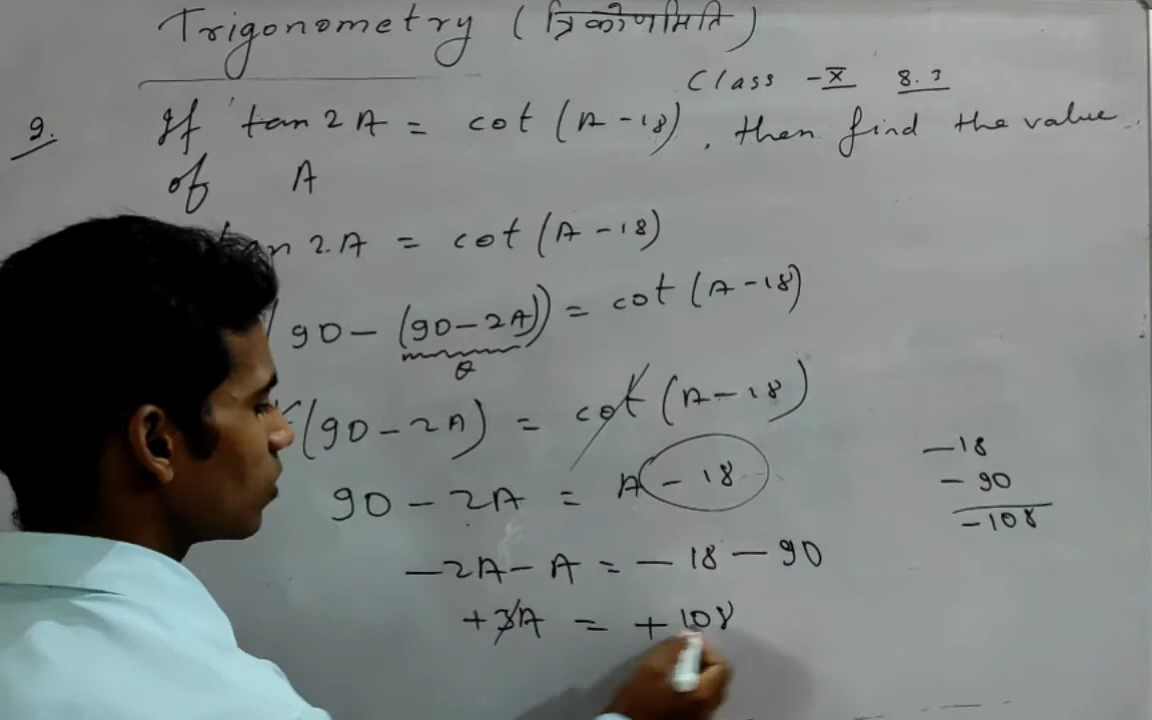 Trigonometry (त्रिकोणमिति)
Class - X 8.3
9. If tan 2A = cot (A - 18), then find the value
of A
tan 2A = cot (A - 18)
90 - (90 - 2A)) = cot (A - 18)
θ
(90 - 2A) = cot (A - 18)
90 - 2A = A - 18
-2A - A = - 18 - 90
+3A = +108
-18
- 90
-108